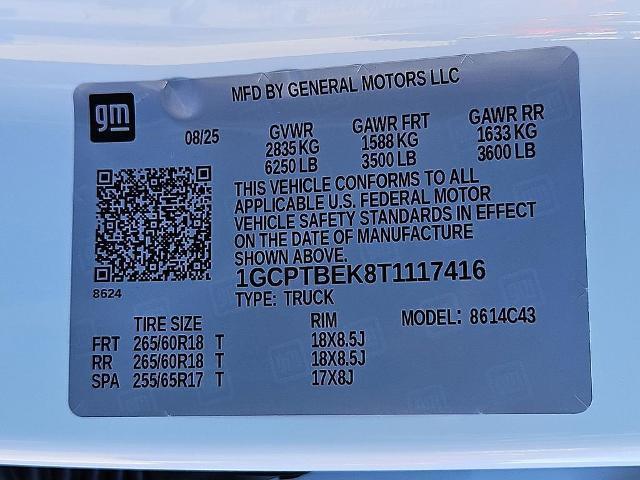 MFD BY GENERAL MOTORS LLC
gm
08/25
GVWR GAWR FRT GAWR RR
2835 KG 1588 KG 1633 KG
6250 LB 3500 LB 3600 LB
THIS VEHICLE CONFORMS TO ALL
APPLICABLE U.S. FEDERAL MOTOR
VEHICLE SAFETY STANDARDS IN EFFECT
ON THE DATE OF MANUFACTURE
SHOWN ABOVE.
8624
1GCPTBEK8T1117416
TYPE: TRUCK
MODEL: 8614C43
TIRE SIZE RIM
FRT 265/60R18 T 18X8.5J
RR 265/60R18 T 18X8.5J
SPA 255/65R17 T 17X8J